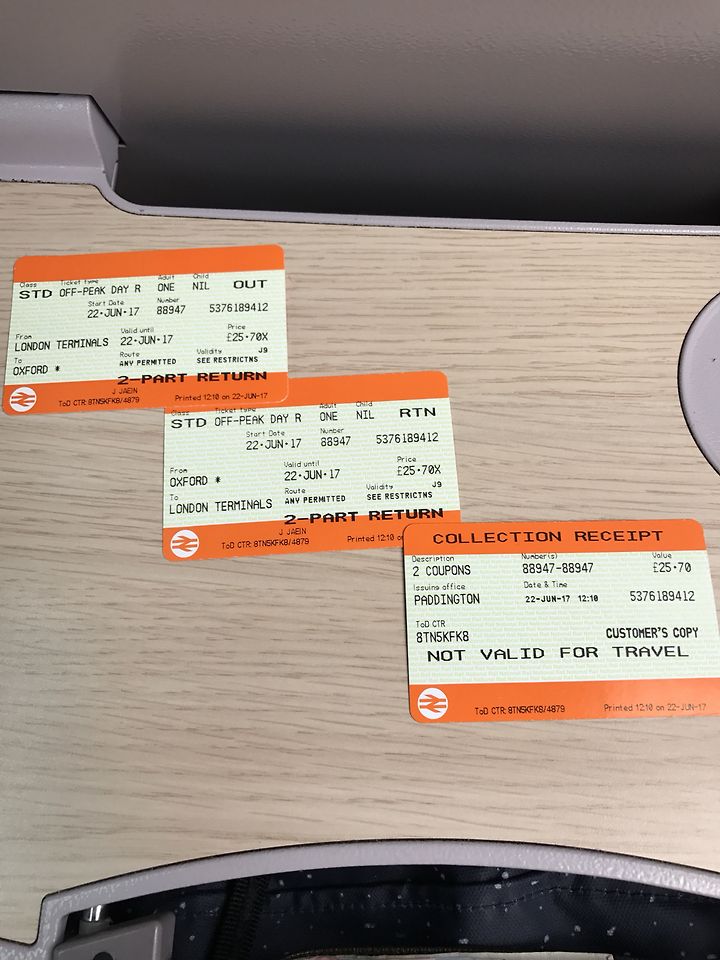 Class Ticket type Adult Child
STD OFF-PEAK DAY R ONE NIL OUT
Start Date Number
22·JUN·17 88947 5376189412
From Valid until Price
LONDON TERMINALS 22·JUN·17 £25·70X
To Route Validity J9
OXFORD * ANY PERMITTED SEE RESTRICTNS
2-PART RETURN
J JAEIN
ToD CTR: 8TN5KFK8/4879 Printed 12:10 on 22-JUN-17
Class Ticket type Adult Child
STD OFF-PEAK DAY R ONE NIL RTN
Start Date Number
22·JUN·17 88947 5376189412
From Valid until Price
OXFORD * 22·JUN·17 £25·70X
To Route Validity J9
LONDON TERMINALS ANY PERMITTED SEE RESTRICTNS
2-PART RETURN
J JAEIN
ToD CTR: 8TN5KFK8/4879 Printed 12:10 on
COLLECTION RECEIPT
Description Number(s) Value
2 COUPONS 88947-88947 £25·70
Issuing office Date & Time
PADDINGTON 22-JUN-17 12:10 5376189412
ToD CTR
8TN5KFK8 CUSTOMER'S COPY
NOT VALID FOR TRAVEL
ToD CTR: 8TN5KFK8/4879 Printed 12:10 on 22-JUN-17